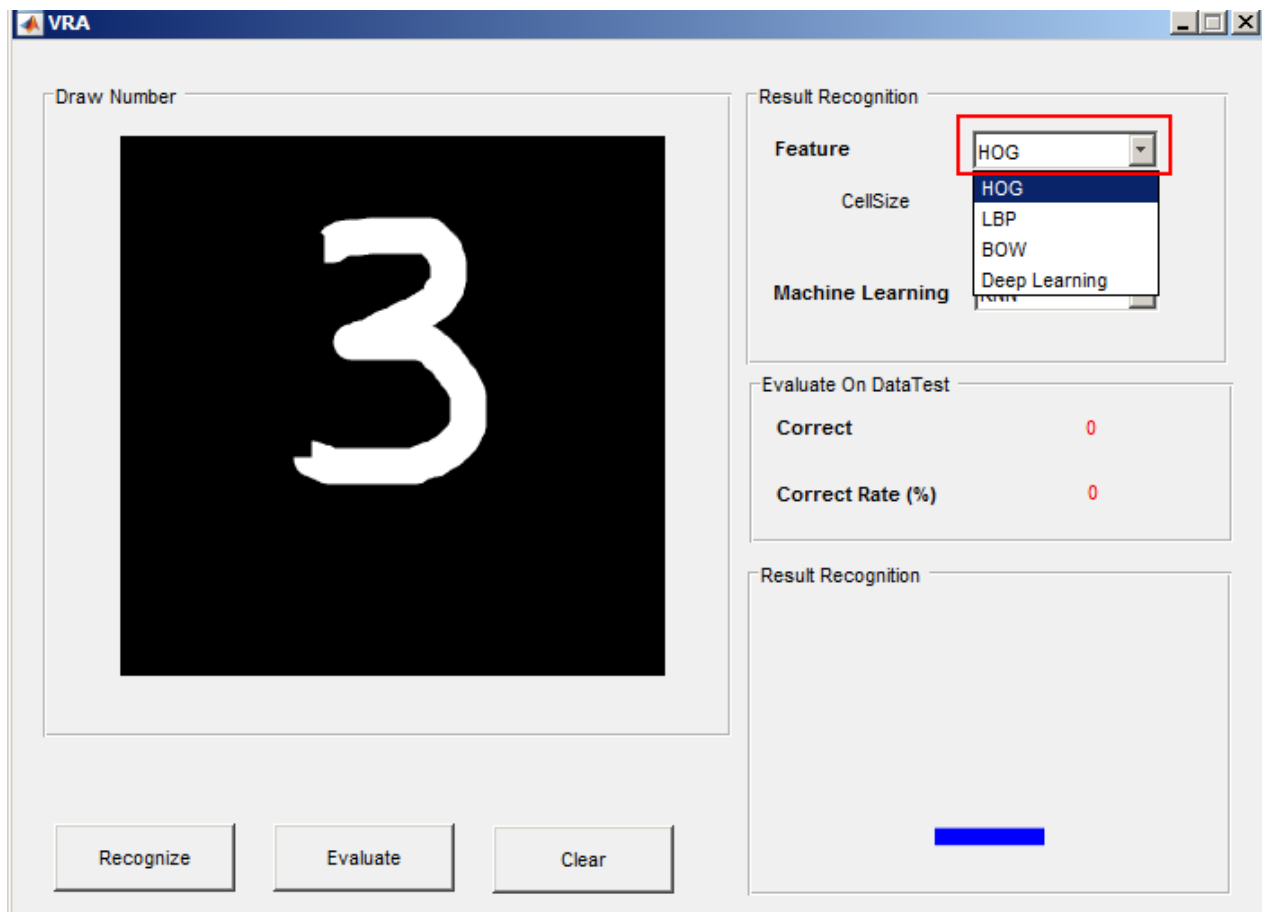 VRA
Draw Number
3
Result Recognition
Feature
HOG
HOG
LBP
BOW
Deep Learning
CellSize
Machine Learning
KNN
Evaluate On DataTest
Correct
0
Correct Rate (%)
0
Result Recognition
Recognize
Evaluate
Clear